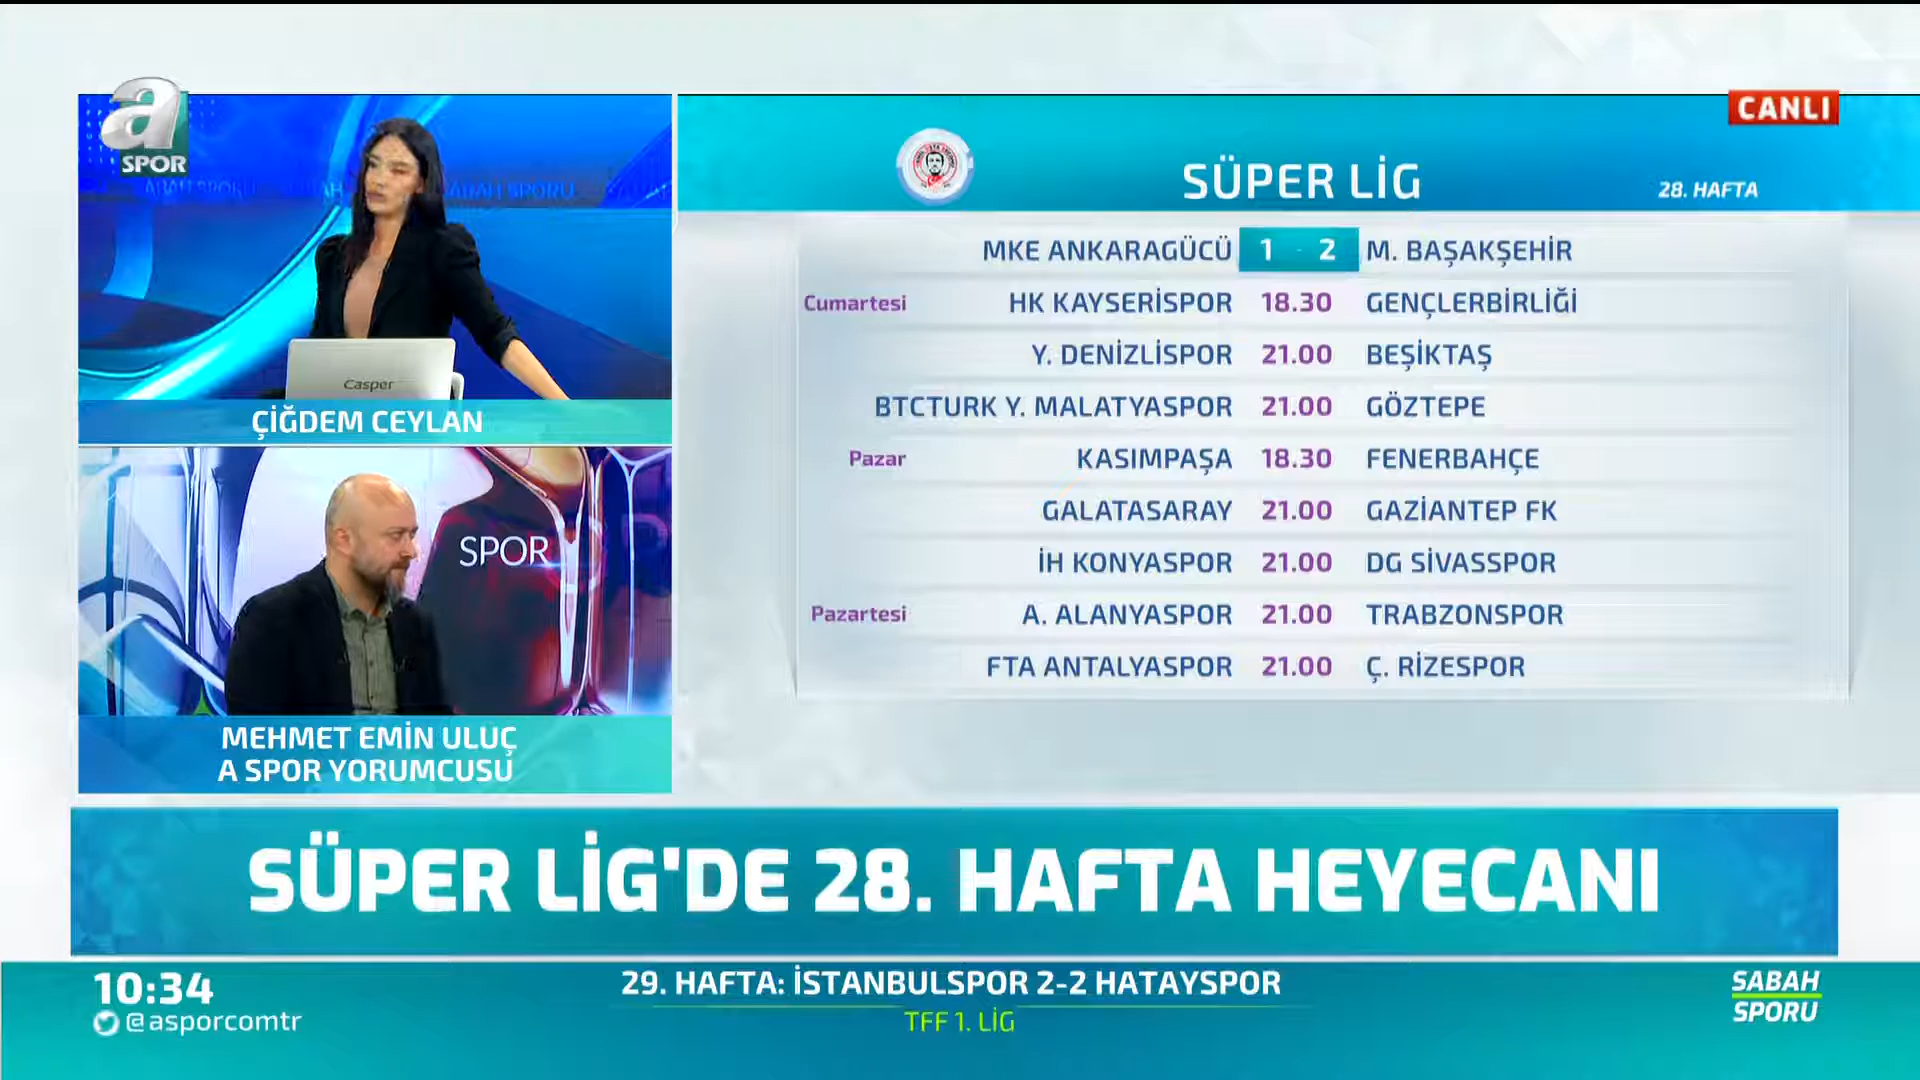 a
SPOR
CANLI
SÜPER LİG
28. HAFTA
MKE ANKARAGÜCÜ 1 - 2 M. BAŞAKŞEHİR
Cumartesi HK KAYSERİSPOR 18.30 GENÇLERBİRLİĞİ
Y. DENİZLİSPOR 21.00 BEŞİKTAŞ
BTCTURK Y. MALATYASPOR 21.00 GÖZTEPE
Pazar KASIMPAŞA 18.30 FENERBAHÇE
GALATASARAY 21.00 GAZİANTEP FK
İH KONYASPOR 21.00 DG SİVASSPOR
Pazartesi A. ALANYASPOR 21.00 TRABZONSPOR
FTA ANTALYASPOR 21.00 Ç. RİZESPOR
Casper
ÇİĞDEM CEYLAN
SPOR
MEHMET EMİN ULUÇ
A SPOR YORUMCUSU
SÜPER LİG'DE 28. HAFTA HEYECANI
10:34
@asporcomtr
29. HAFTA: İSTANBULSPOR 2-2 HATAYSPOR
TFF 1. LİG
SABAH
SPORU